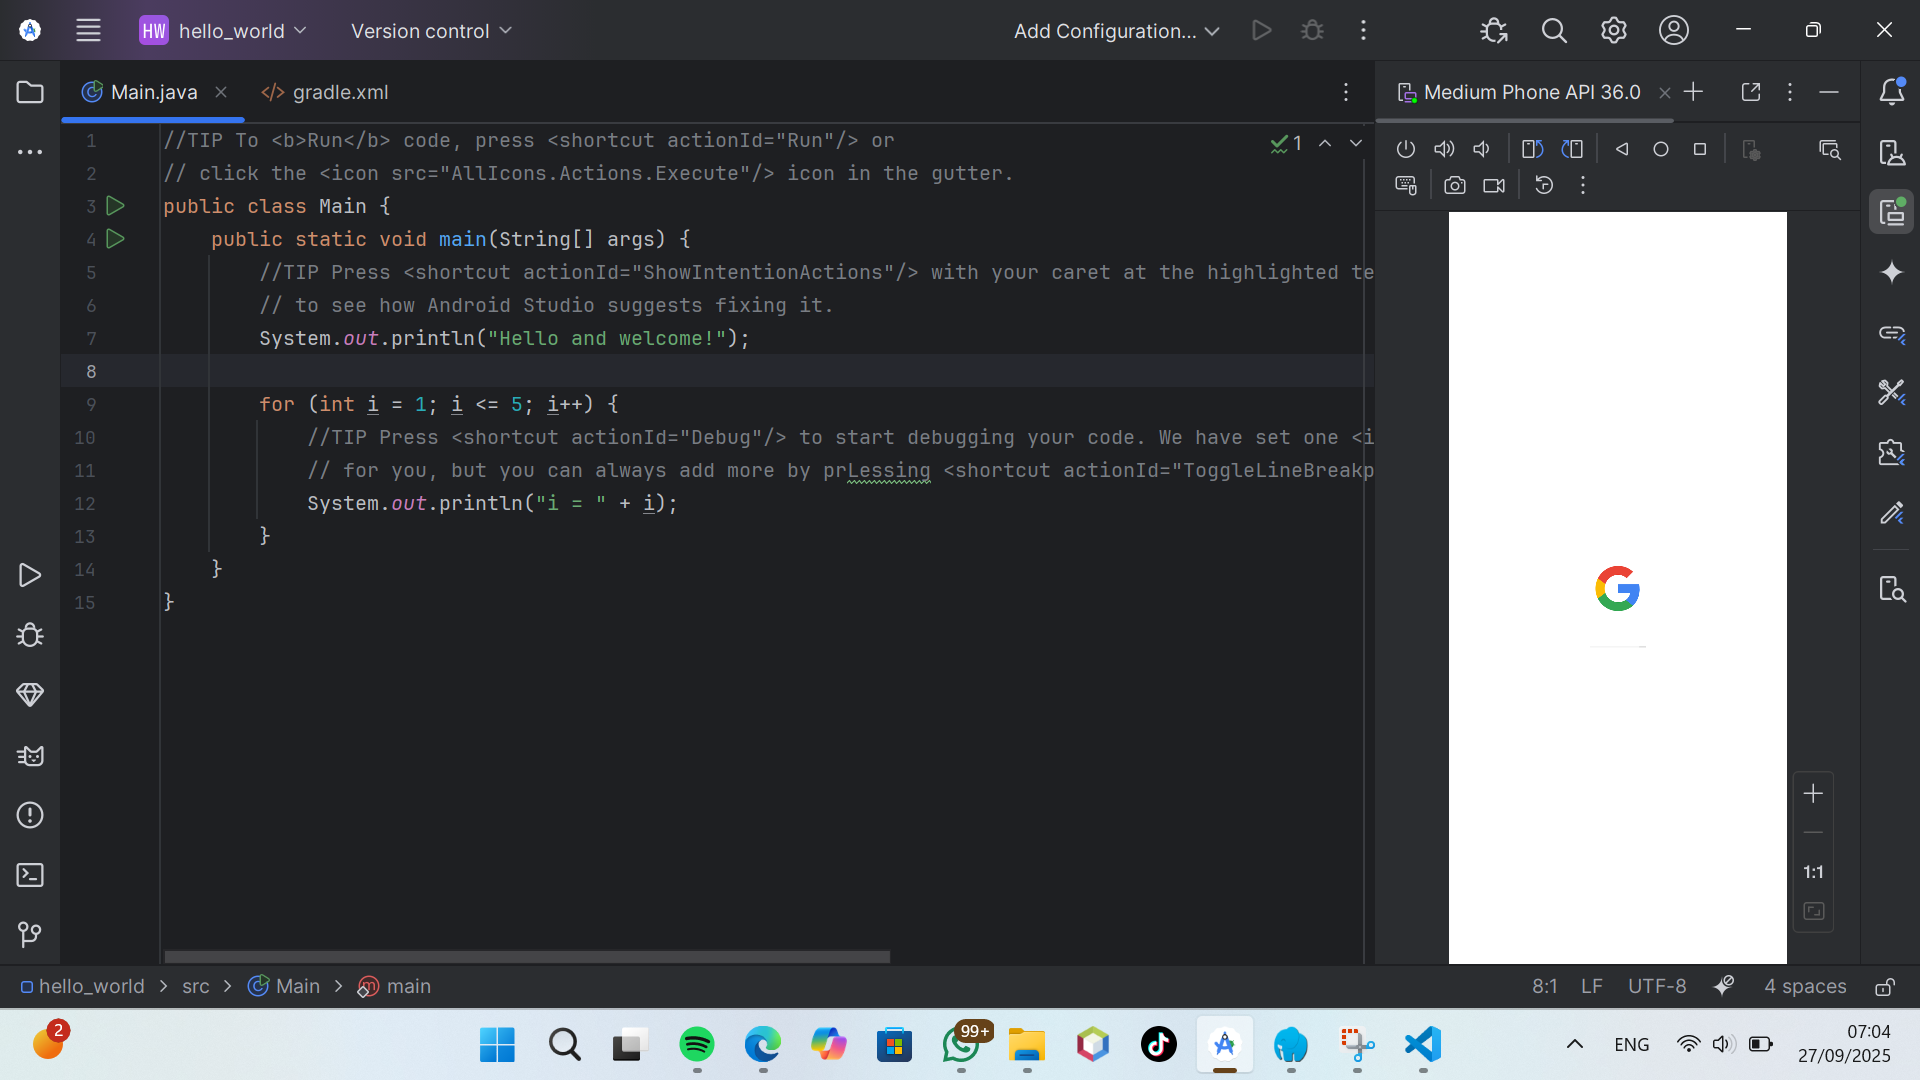 HW hello_world Version control Add Configuration...
Main.java gradle.xml Medium Phone API 36.0
1 //TIP To <b>Run</b> code, press <shortcut actionId="Run"/> or
1
2 // click the <icon src="AllIcons.Actions.Execute"/> icon in the gutter.
3 public class Main {
4 public static void main(String[] args) {
5 //TIP Press <shortcut actionId="ShowIntentionActions"/> with your caret at the highlighted te
6 // to see how Android Studio suggests fixing it.
7 System.out.println("Hello and welcome!");
8
9 for (int i = 1; i <= 5; i++) {
10 //TIP Press <shortcut actionId="Debug"/> to start debugging your code. We have set one <i
11 // for you, but you can always add more by prLessing <shortcut actionId="ToggleLineBreakp
12 System.out.println("i = " + i);
13 }
14 }
15 }
1:1
hello_world > src > Main > main 8:1 LF UTF-8 4 spaces
2
99+
ENG
07:04
27/09/2025